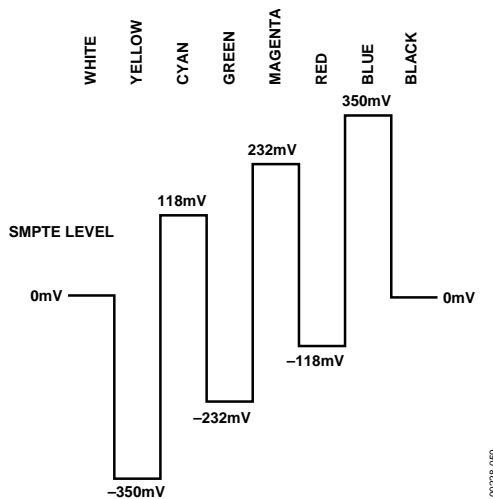 WHITE
YELLOW
CYAN
GREEN
MAGENTA
RED
BLUE
BLACK
350mV
232mV
118mV
SMPTE LEVEL
0mV
0mV
–118mV
–232mV
–350mV